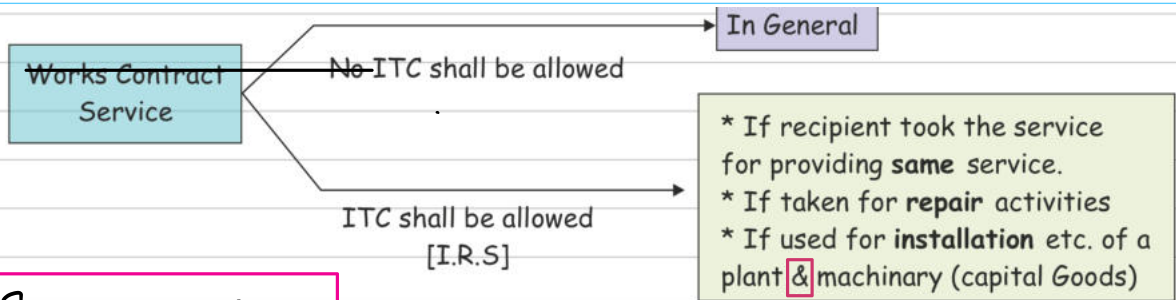 In General
Works Contract
Service
No ITC shall be allowed
ITC shall be allowed
[I.R.S]
* If recipient took the service
for providing same service.
* If taken for repair activities
* If used for installation etc. of a
plant & machinary (capital Goods)